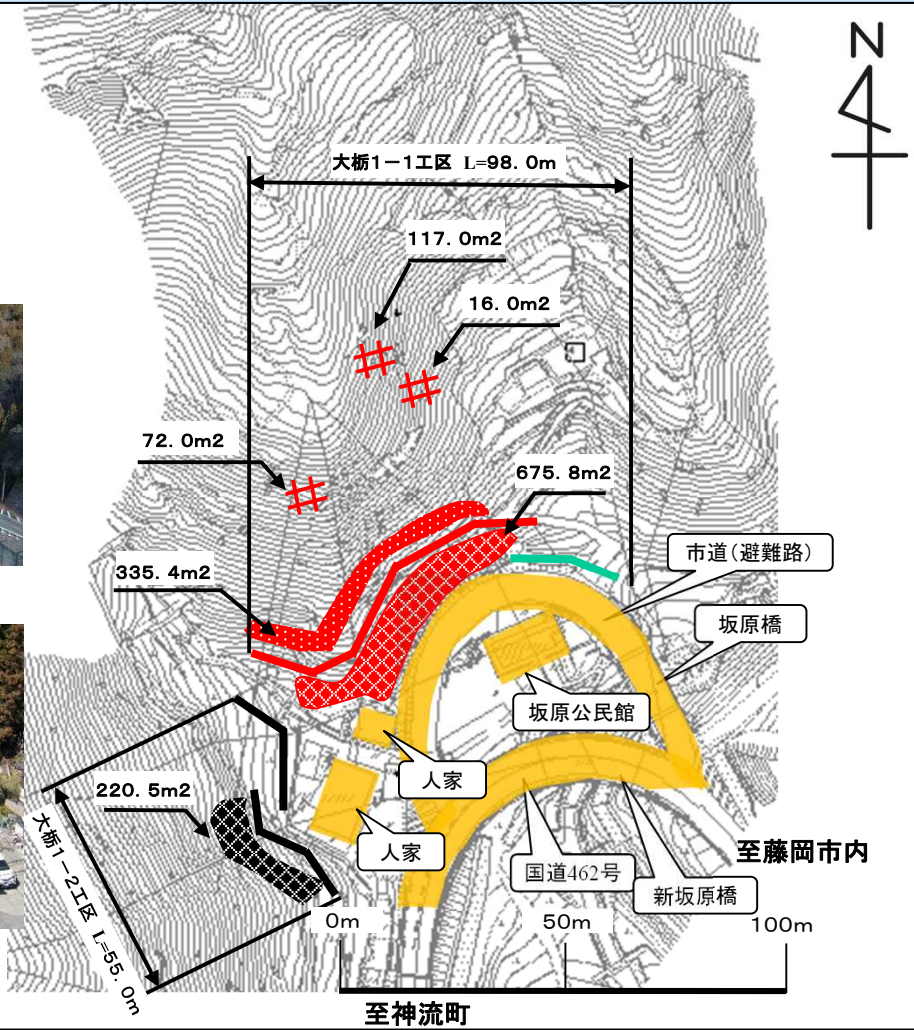 N
大栃1-1工区 L=98.0m
117.0m2
16.0m2
72.0m2
675.8m2
335.4m2
市道(避難路)
坂原橋
坂原公民館
人家
人家
220.5m2
大栃1-2工区 L=55.0m
国道462号
新坂原橋
至藤岡市内
0m
50m
100m
至神流町